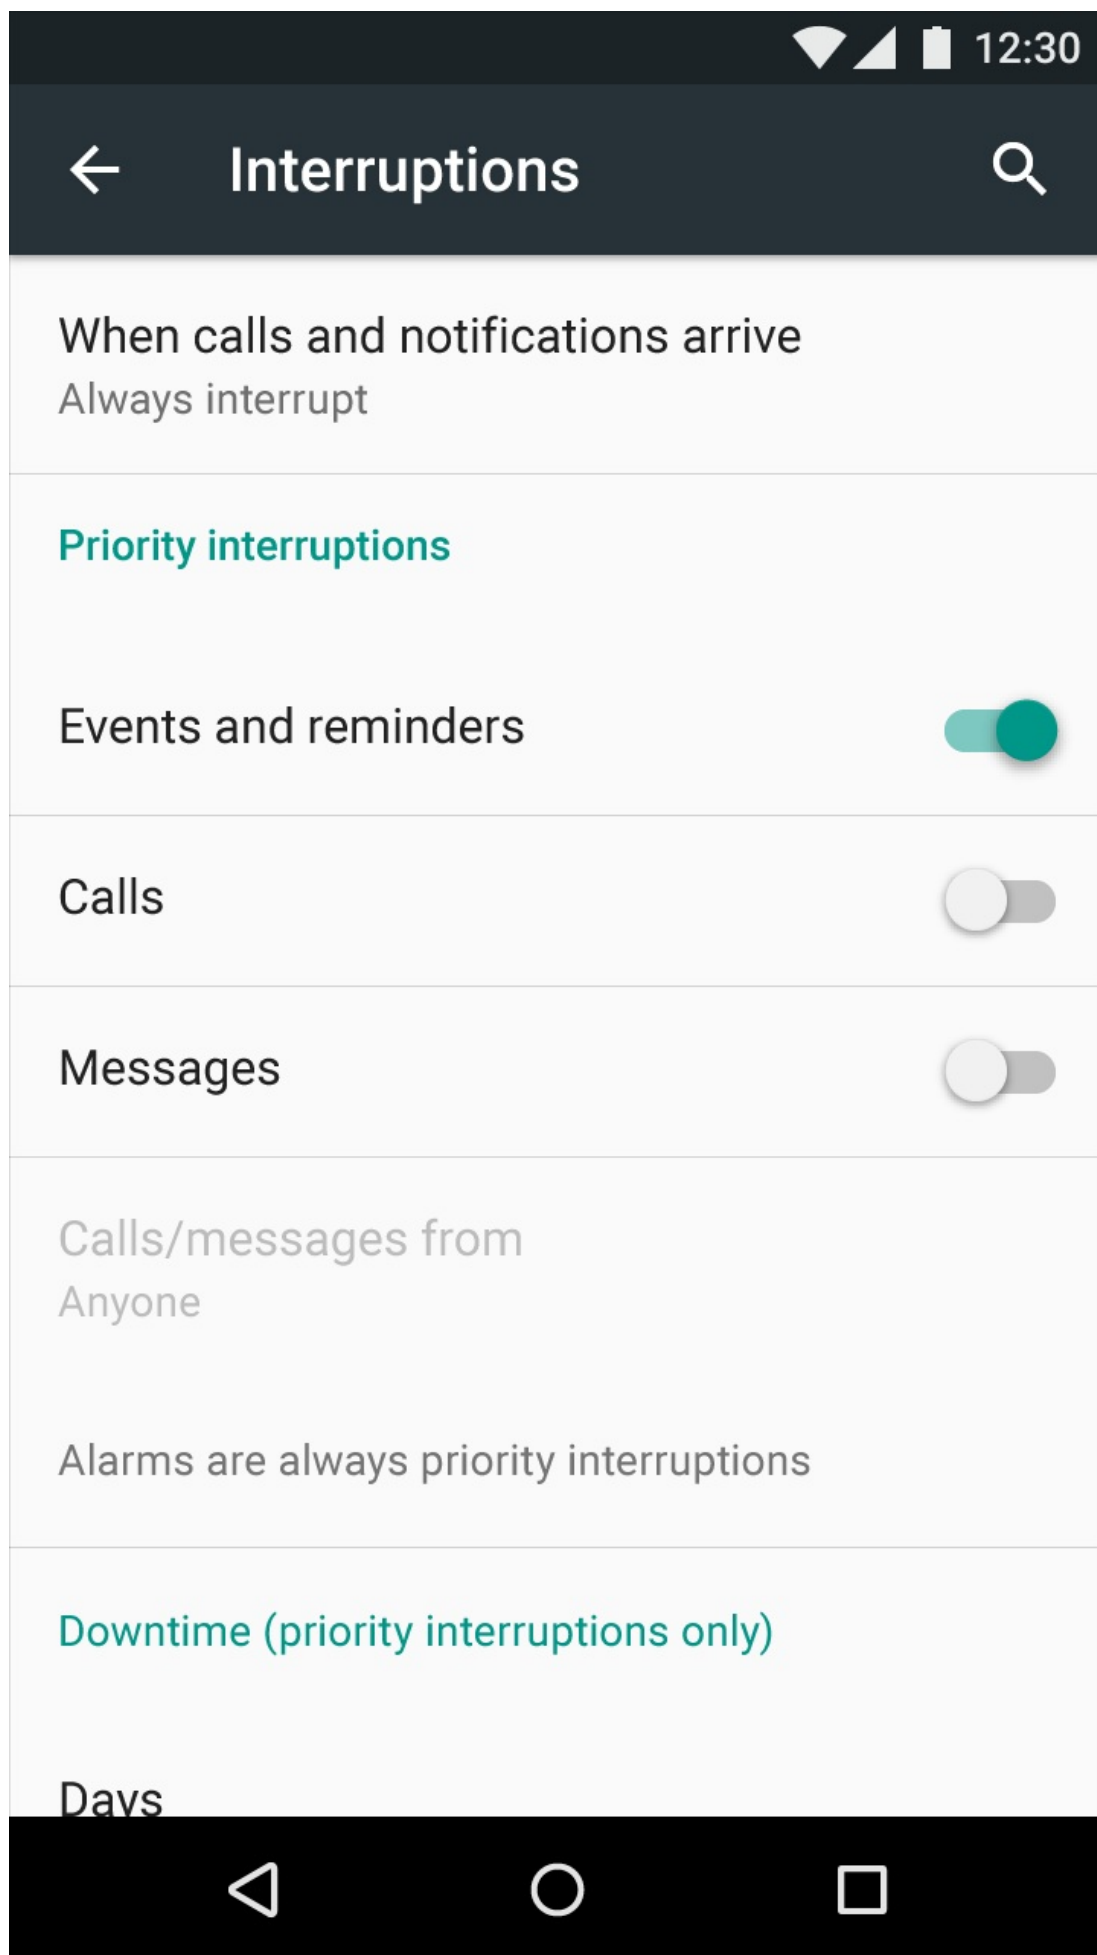 12:30
Interruptions
When calls and notifications arrive
Always interrupt
Priority interruptions
Events and reminders
Calls
Messages
Calls/messages from
Anyone
Alarms are always priority interruptions
Downtime (priority interruptions only)
Days